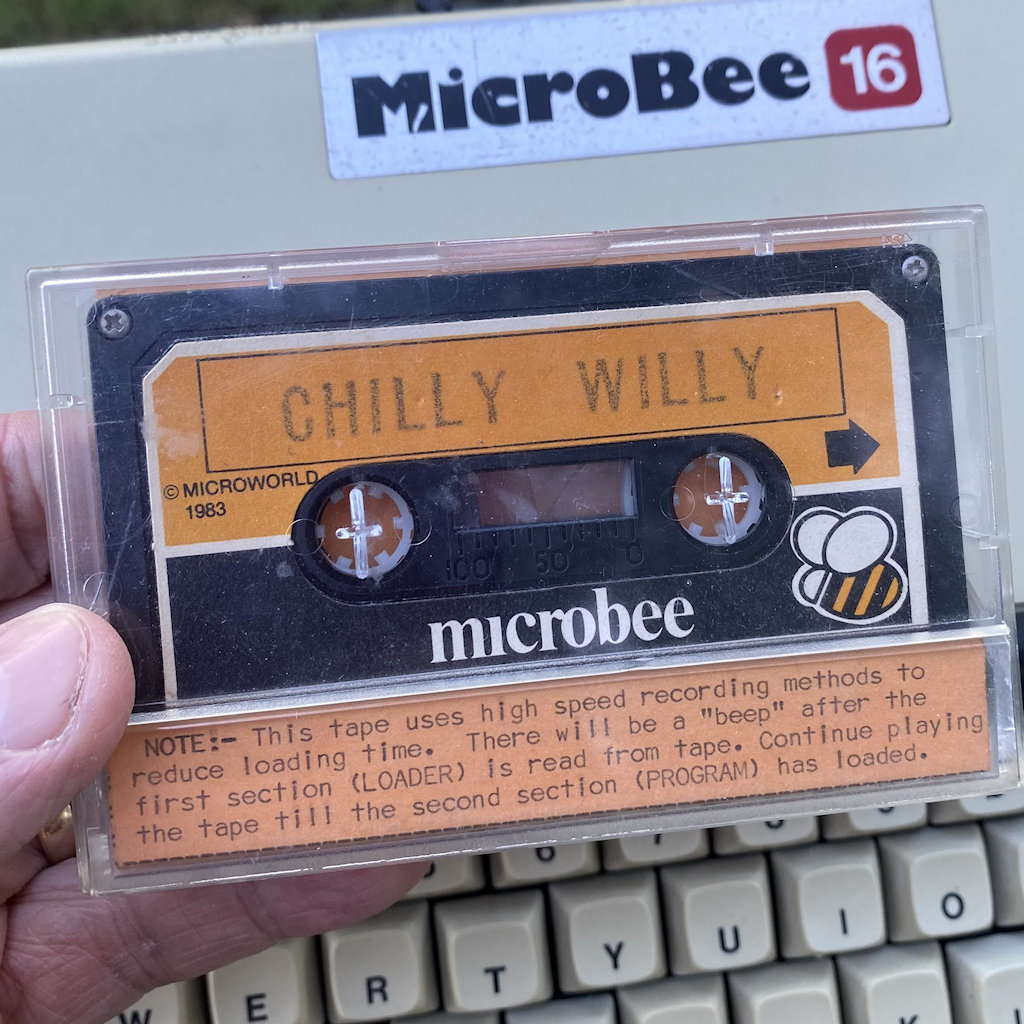 MicroBee 16
CHILLY WILLY
© MICROWORLD
1983
100 50 0
microbee
NOTE:- This tape uses high speed recording methods to
reduce loading time. There will be a "beep" after the
first section (LOADER) is read from tape. Continue playing
the tape till the second section (PROGRAM) has loaded.
6 7
W E R T Y U I O
K